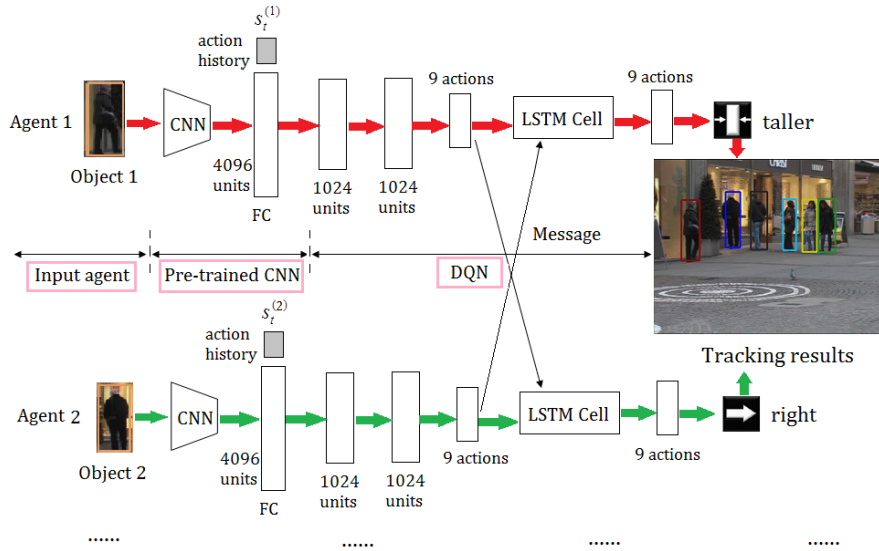 s_t^(1)
action
history
9 actions
9 actions
Agent 1
CNN
LSTM Cell
taller
Object 1
4096
units
1024
units
1024
units
FC
Message
Input agent
Pre-trained CNN
DQN
s_t^(2)
action
history
Tracking results
Agent 2
CNN
LSTM Cell
right
Object 2
4096
units
9 actions
9 actions
1024
units
1024
units
FC
......
......
......
......